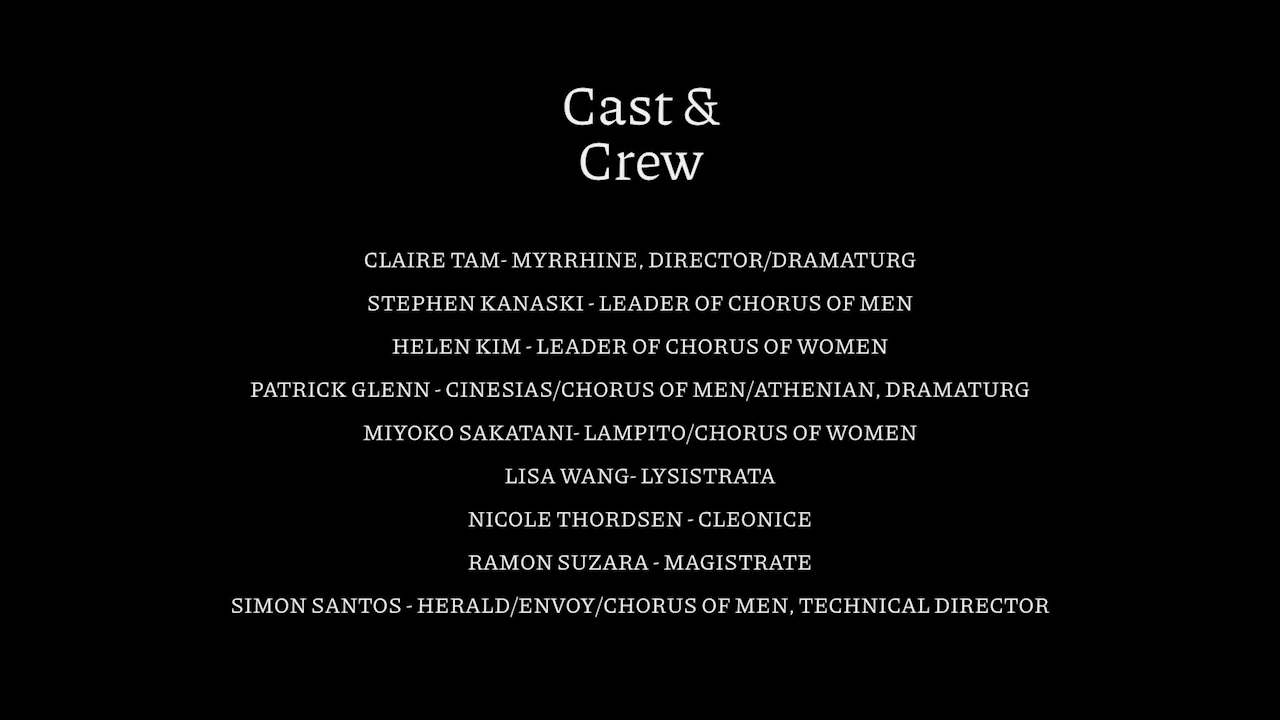 Cast &
Crew
CLAIRE TAM- MYRRHINE, DIRECTOR/DRAMATURG
STEPHEN KANASKI - LEADER OF CHORUS OF MEN
HELEN KIM - LEADER OF CHORUS OF WOMEN
PATRICK GLENN - CINESIAS/CHORUS OF MEN/ATHENIAN, DRAMATURG
MIYOKO SAKATANI- LAMPITO/CHORUS OF WOMEN
LISA WANG- LYSISTRATA
NICOLE THORDSEN - CLEONICE
RAMON SUZARA - MAGISTRATE
SIMON SANTOS - HERALD/ENVOY/CHORUS OF MEN, TECHNICAL DIRECTOR